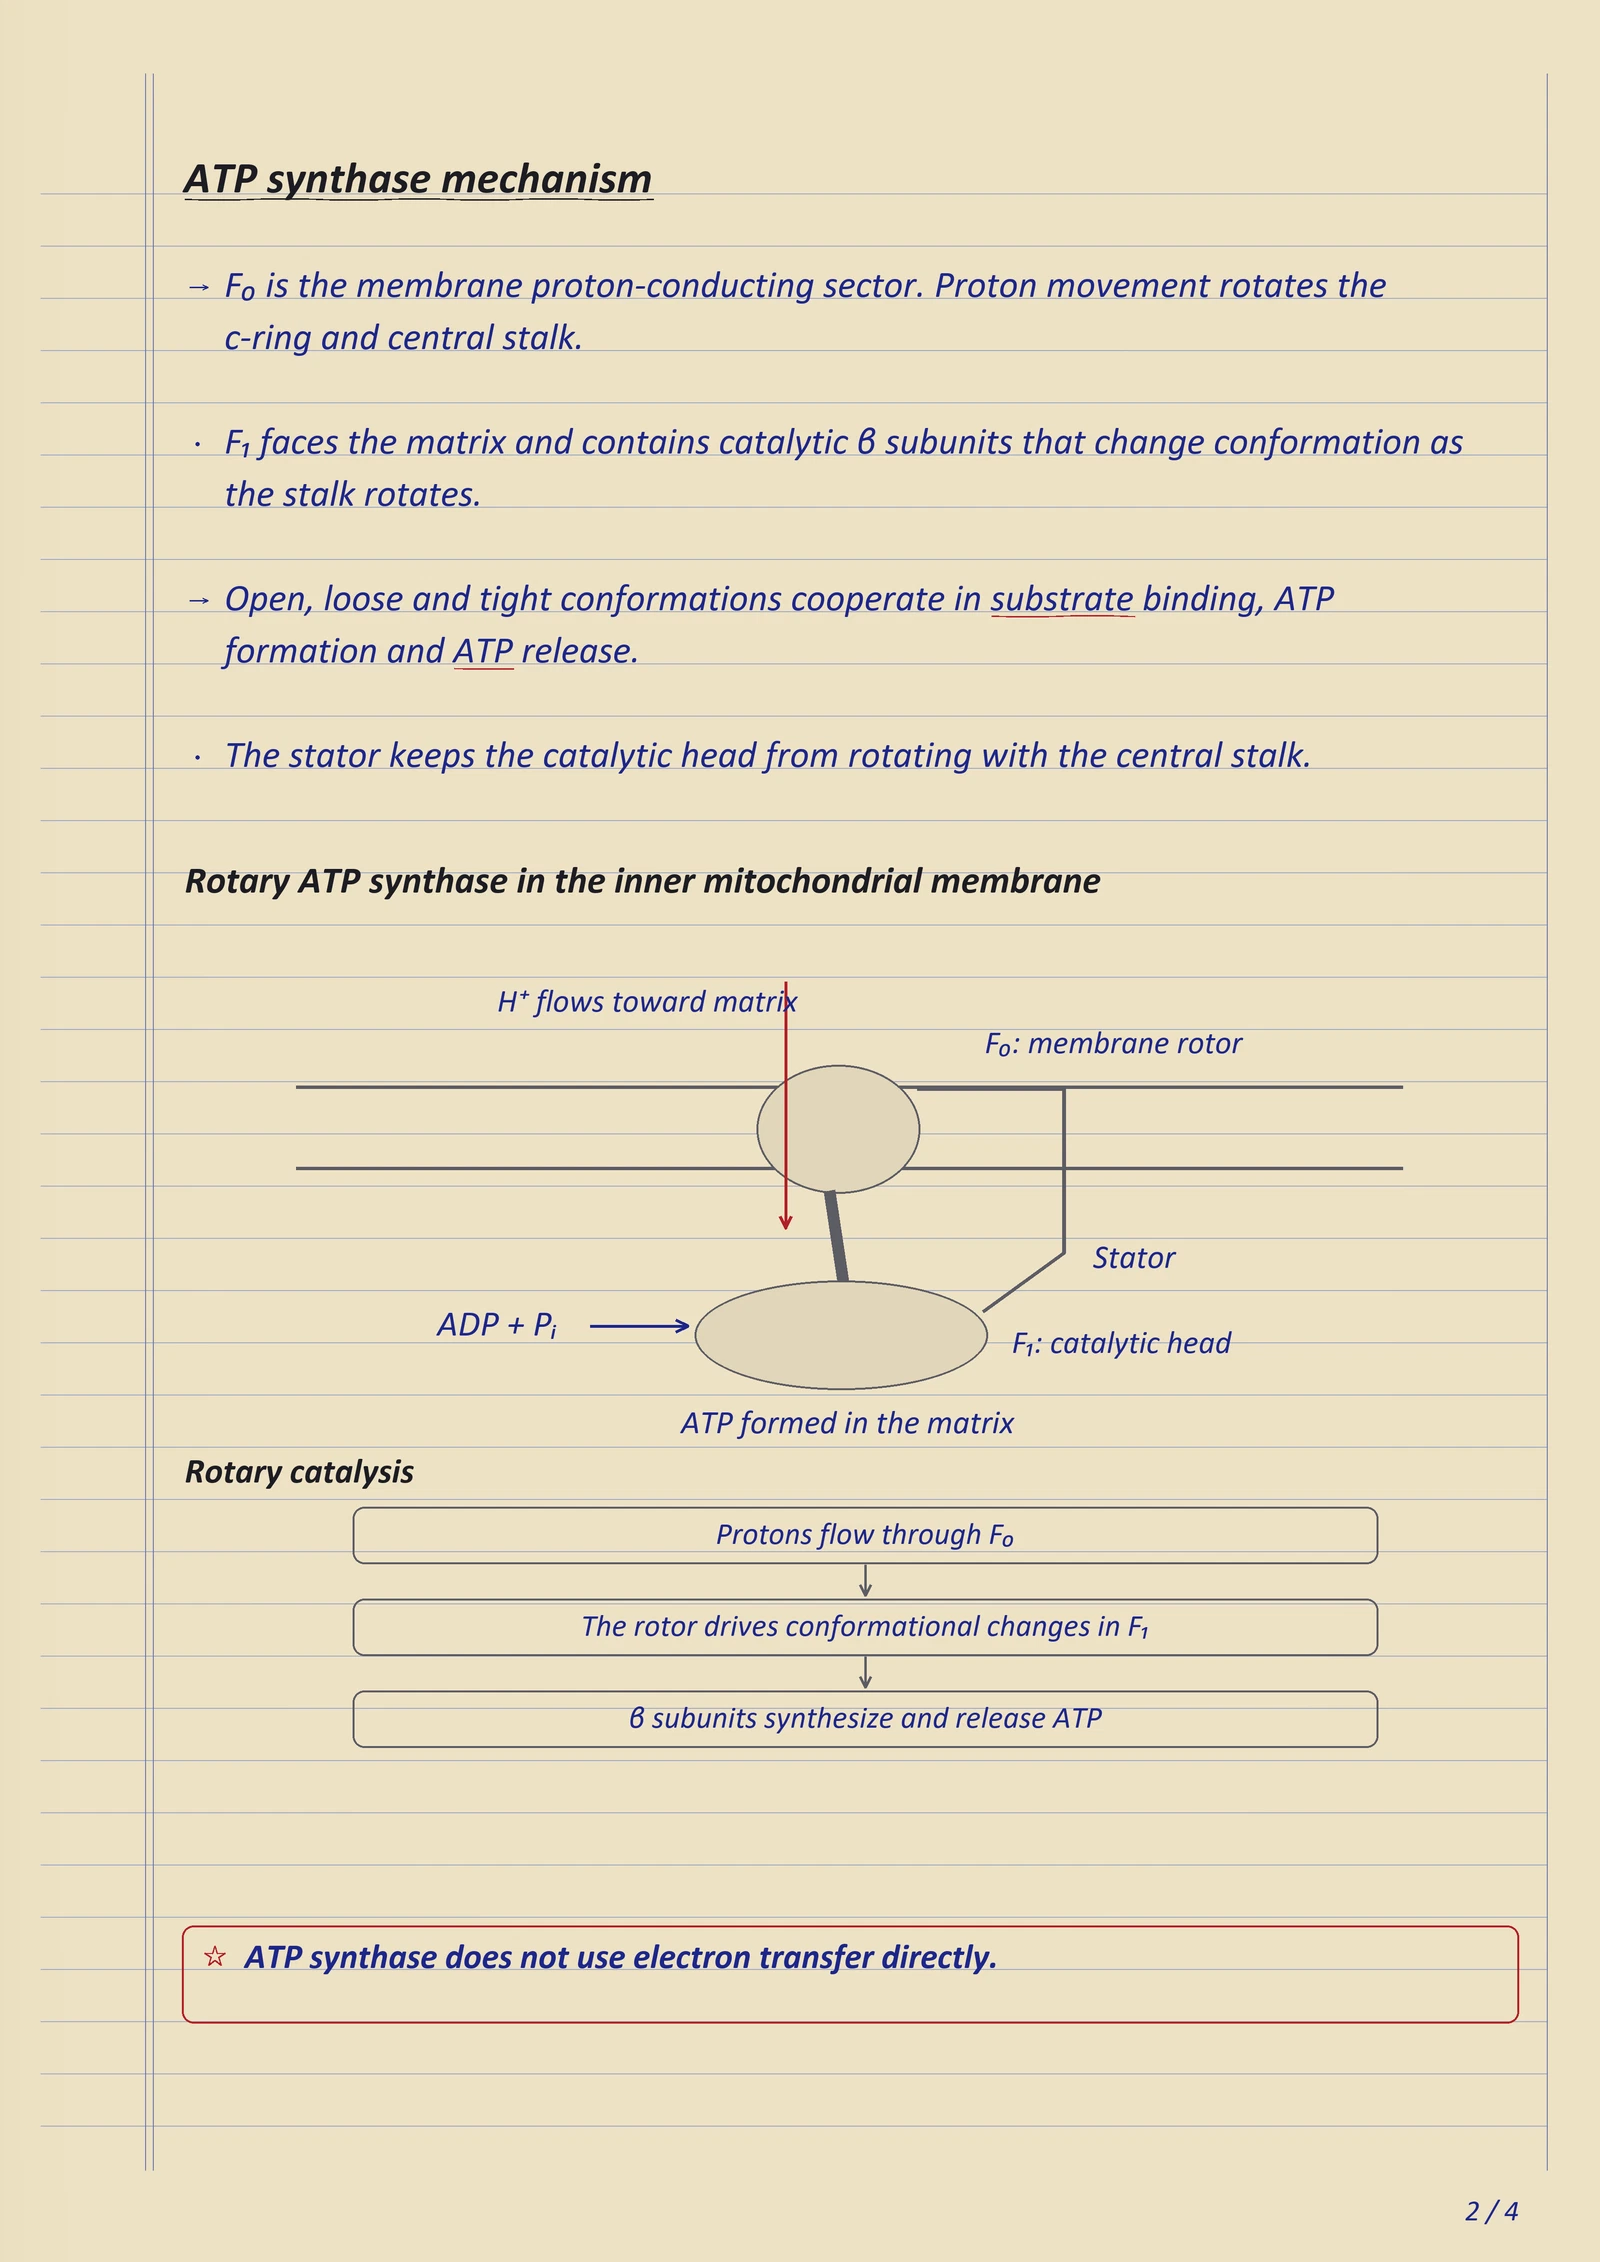 ATP synthase mechanism
→ F₀ is the membrane proton-conducting sector. Proton movement rotates the
c-ring and central stalk.
· F₁ faces the matrix and contains catalytic β subunits that change conformation as
the stalk rotates.
→ Open, loose and tight conformations cooperate in substrate binding, ATP
formation and ATP release.
· The stator keeps the catalytic head from rotating with the central stalk.
Rotary ATP synthase in the inner mitochondrial membrane
H⁺ flows toward matrix
F₀: membrane rotor
Stator
ADP + Pᵢ
F₁: catalytic head
ATP formed in the matrix
Rotary catalysis
Protons flow through F₀
The rotor drives conformational changes in F₁
β subunits synthesize and release ATP
☆ ATP synthase does not use electron transfer directly.
2 / 4